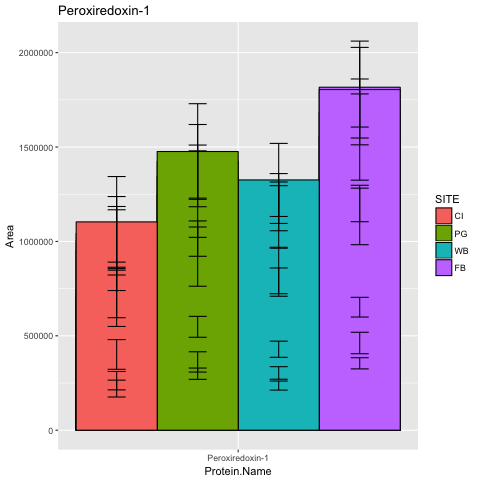 Peroxiredoxin-1
2000000
1500000
1000000
500000
0
Area
Peroxiredoxin-1
Protein.Name
SITE
CI
PG
WB
FB